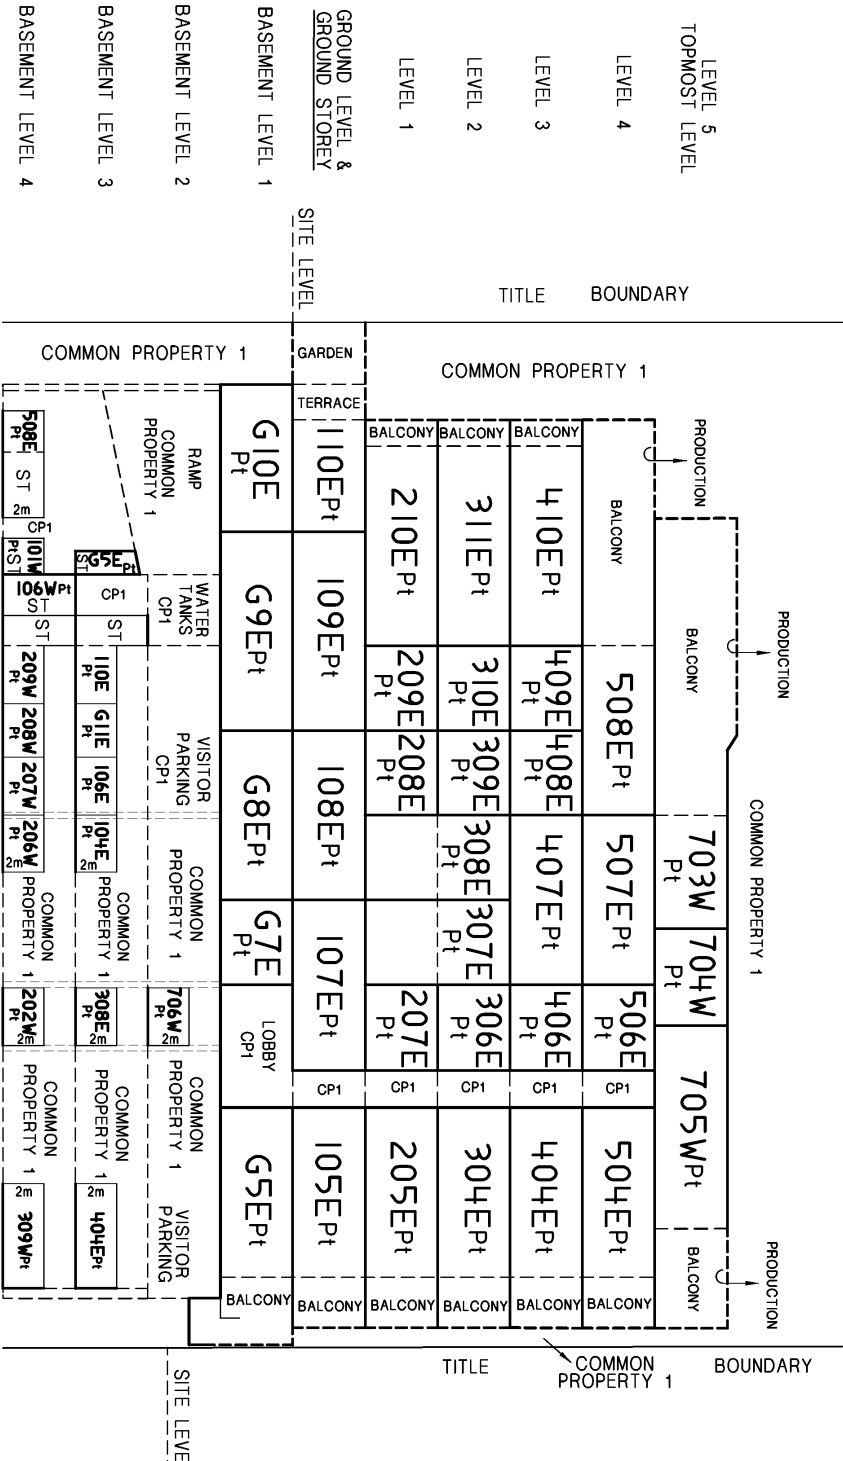 LEVEL 5
TOPMOST LEVEL
LEVEL 4
LEVEL 3
LEVEL 2
LEVEL 1
GROUND LEVEL &
GROUND STOREY
BASEMENT LEVEL 1
BASEMENT LEVEL 2
BASEMENT LEVEL 3
BASEMENT LEVEL 4
SITE LEVEL
TITLE BOUNDARY
COMMON PROPERTY 1
COMMON PROPERTY 1
COMMON PROPERTY 1
PRODUCTION
PRODUCTION
PRODUCTION
BALCONY
703W
Pt
704W
Pt
705WPt
BALCONY
BALCONY
508EPt
507EPt
506E
Pt
CP1
504EPt
BALCONY
BALCONY
410EPt
409E
Pt
408E
Pt
407EPt
406E
Pt
CP1
404EPt
BALCONY
BALCONY
311EPt
310E
Pt
309E
Pt
308E
Pt
307E
Pt
306E
Pt
CP1
304EPt
BALCONY
BALCONY
210EPt
209E
Pt
208E
Pt
207E
Pt
CP1
205EPt
BALCONY
GARDEN
TERRACE
110EPt
109EPt
108EPt
107EPt
CP1
105EPt
BALCONY
G10E
Pt
G9EPt
G8EPt
G7E
Pt
LOBBY
CP1
G5EPt
BALCONY
RAMP
COMMON
PROPERTY 1
WATER
TANKS
CP1
VISITOR
PARKING
CP1
COMMON
PROPERTY 1
706W
Pt
2m
COMMON
PROPERTY 1
VISITOR
PARKING
G5E Pt
ST
CP1
ST
110E
Pt
G11E
Pt
106E
Pt
104E
Pt
2m
COMMON
PROPERTY 1
308E
Pt
2m
COMMON
PROPERTY 1
2m
404EPt
508E
Pt
ST
2m
CP1
101W
Pt ST
106WPt
ST
ST
209W
Pt
208W
Pt
207W
Pt
206W
Pt
2m
COMMON
PROPERTY 1
202W
Pt
2m
COMMON
PROPERTY 1
2m
309WPt
TITLE BOUNDARY
COMMON
PROPERTY 1
SITE LEVE